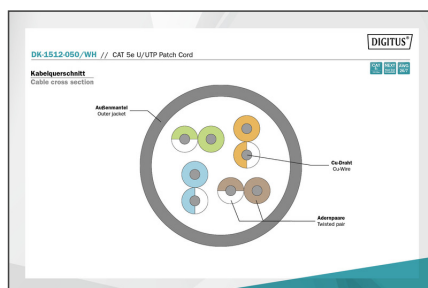 DIGITUS®
DK-1512-050/WH // CAT 5e U/UTP Patch Cord
Kabelquerschnitt
Cable cross section
Außenmantel
Outer jacket
Cu-Draht
Cu-Wire
Adernpaare
Twisted pair